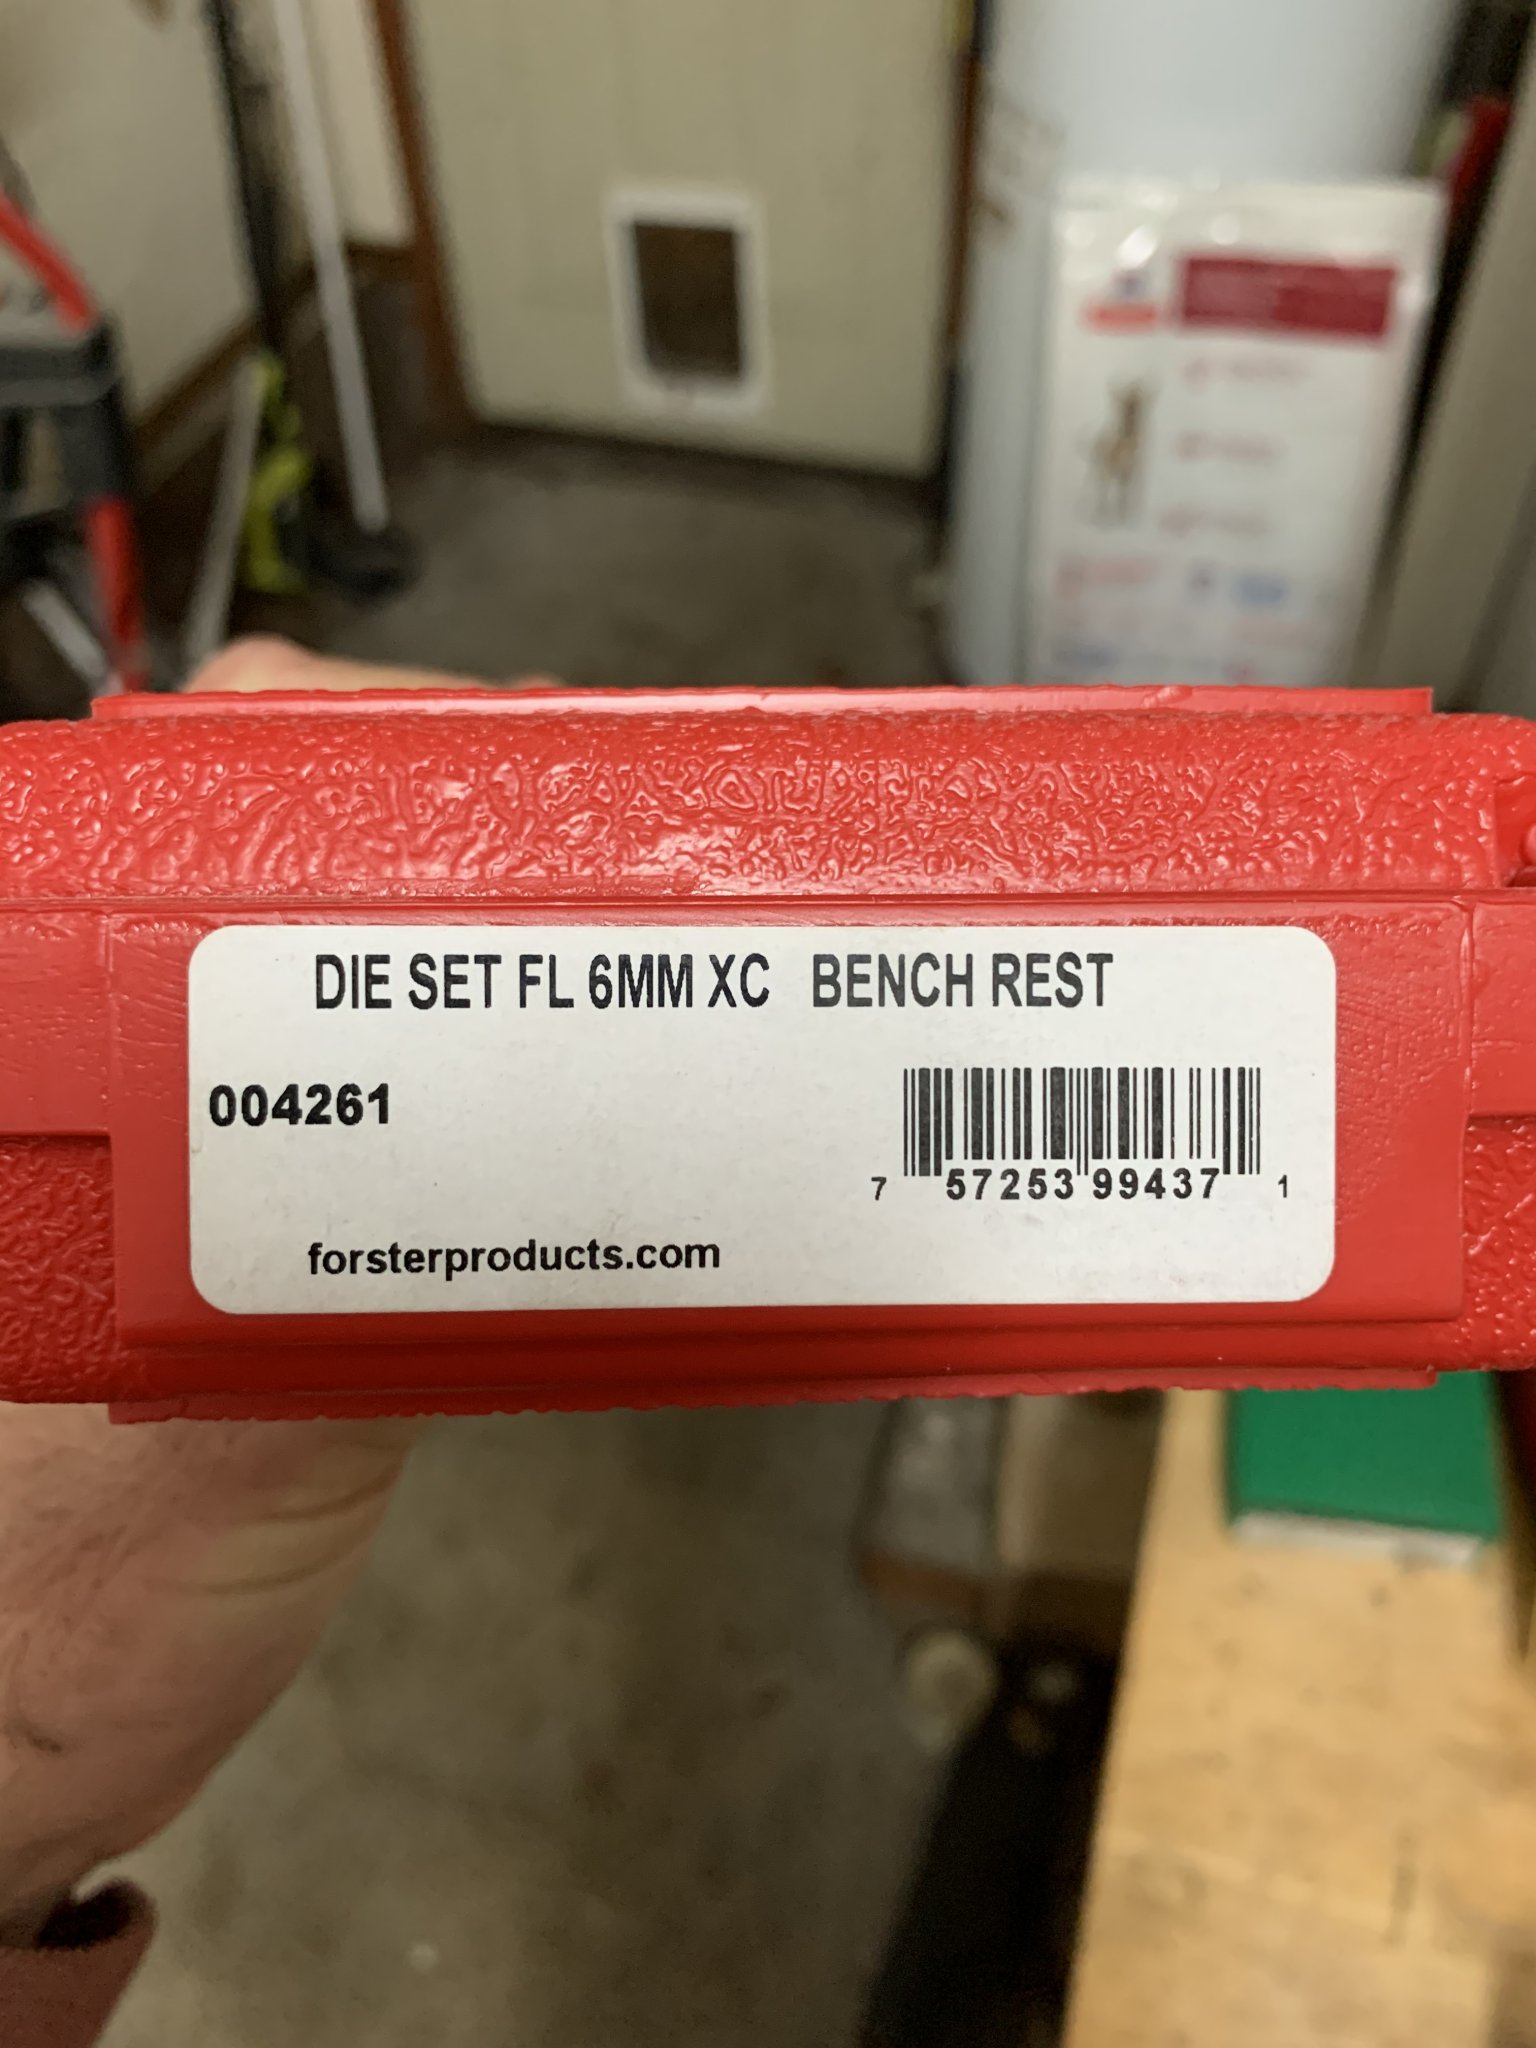 DIE SET FL 6MM XC BENCH REST
004261
7 57253 99437 1
forsterproducts.com